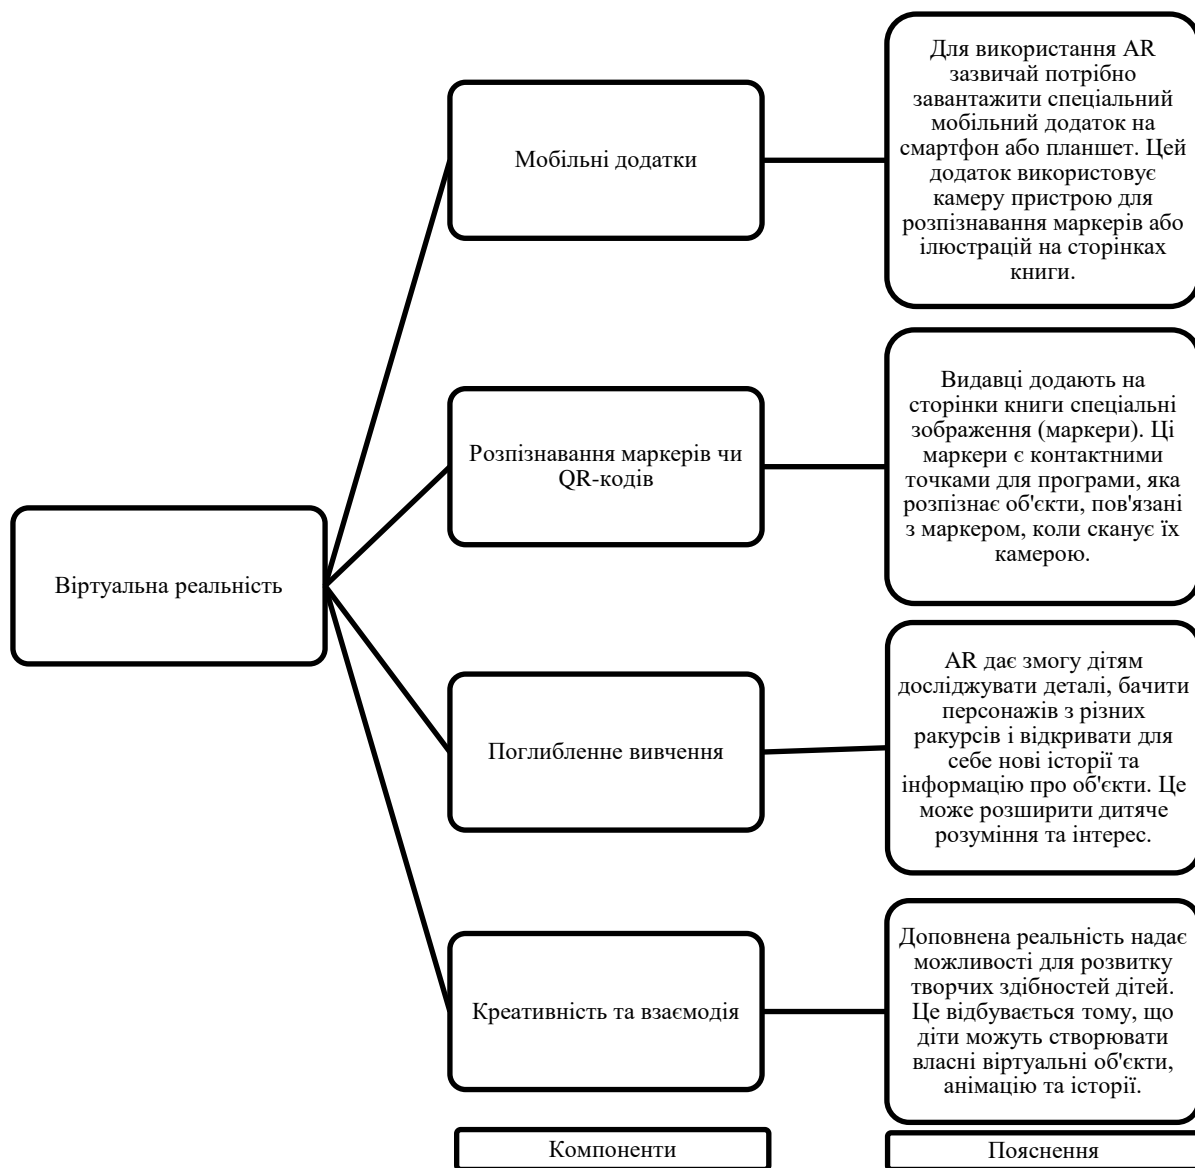 Віртуальна реальність
Мобільні додатки
Для використання AR
зазвичай потрібно
завантажити спеціальний
мобільний додаток на
смартфон або планшет. Цей
додаток використовує
камеру пристрою для
розпізнавання маркерів або
ілюстрацій на сторінках
книги.
Розпізнавання маркерів чи
QR-кодів
Видавці додають на
сторінки книги спеціальні
зображення (маркери). Ці
маркери є контактними
точками для програми, яка
розпізнає об'єкти, пов'язані
з маркером, коли сканує їх
камерою.
Поглибленне вивчення
AR дає змогу дітям
досліджувати деталі, бачити
персонажів з різних
ракурсів і відкривати для
себе нові історії та
інформацію про об'єкти. Це
може розширити дитяче
розуміння та інтерес.
Креативність та взаємодія
Доповнена реальність надає
можливості для розвитку
творчих здібностей дітей.
Це відбувається тому, що
діти можуть створювати
власні віртуальні об'єкти,
анімацію та історії.
Компоненти
Пояснення